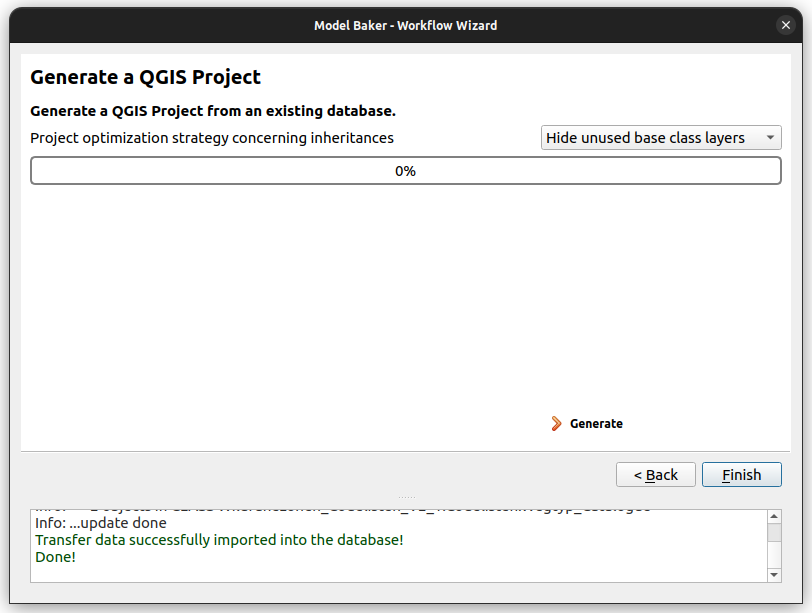 Model Baker - Workflow Wizard
Generate a QGIS Project
Generate a QGIS Project from an existing database.
Project optimization strategy concerning inheritances
Hide unused base class layers
0%
Generate
< Back
Finish
Info: ...update done
Transfer data successfully imported into the database!
Done!